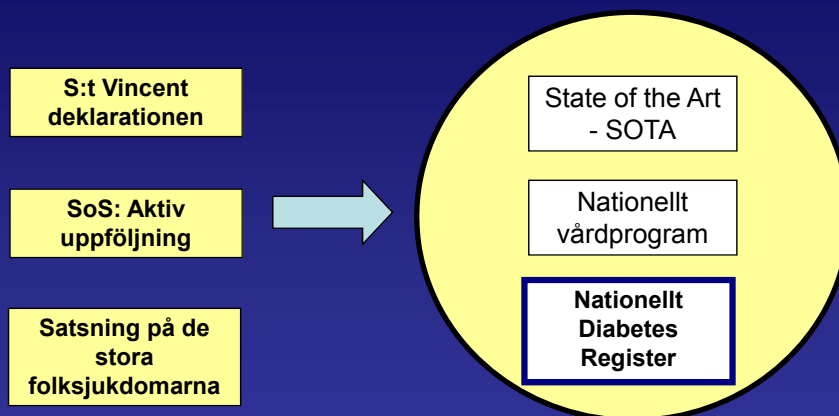 S:t Vincent
deklarationen
SoS: Aktiv
uppföljning
Satsning på de
stora
folksjukdomarna
State of the Art
- SOTA
Nationellt
vårdprogram
Nationellt
Diabetes
Register